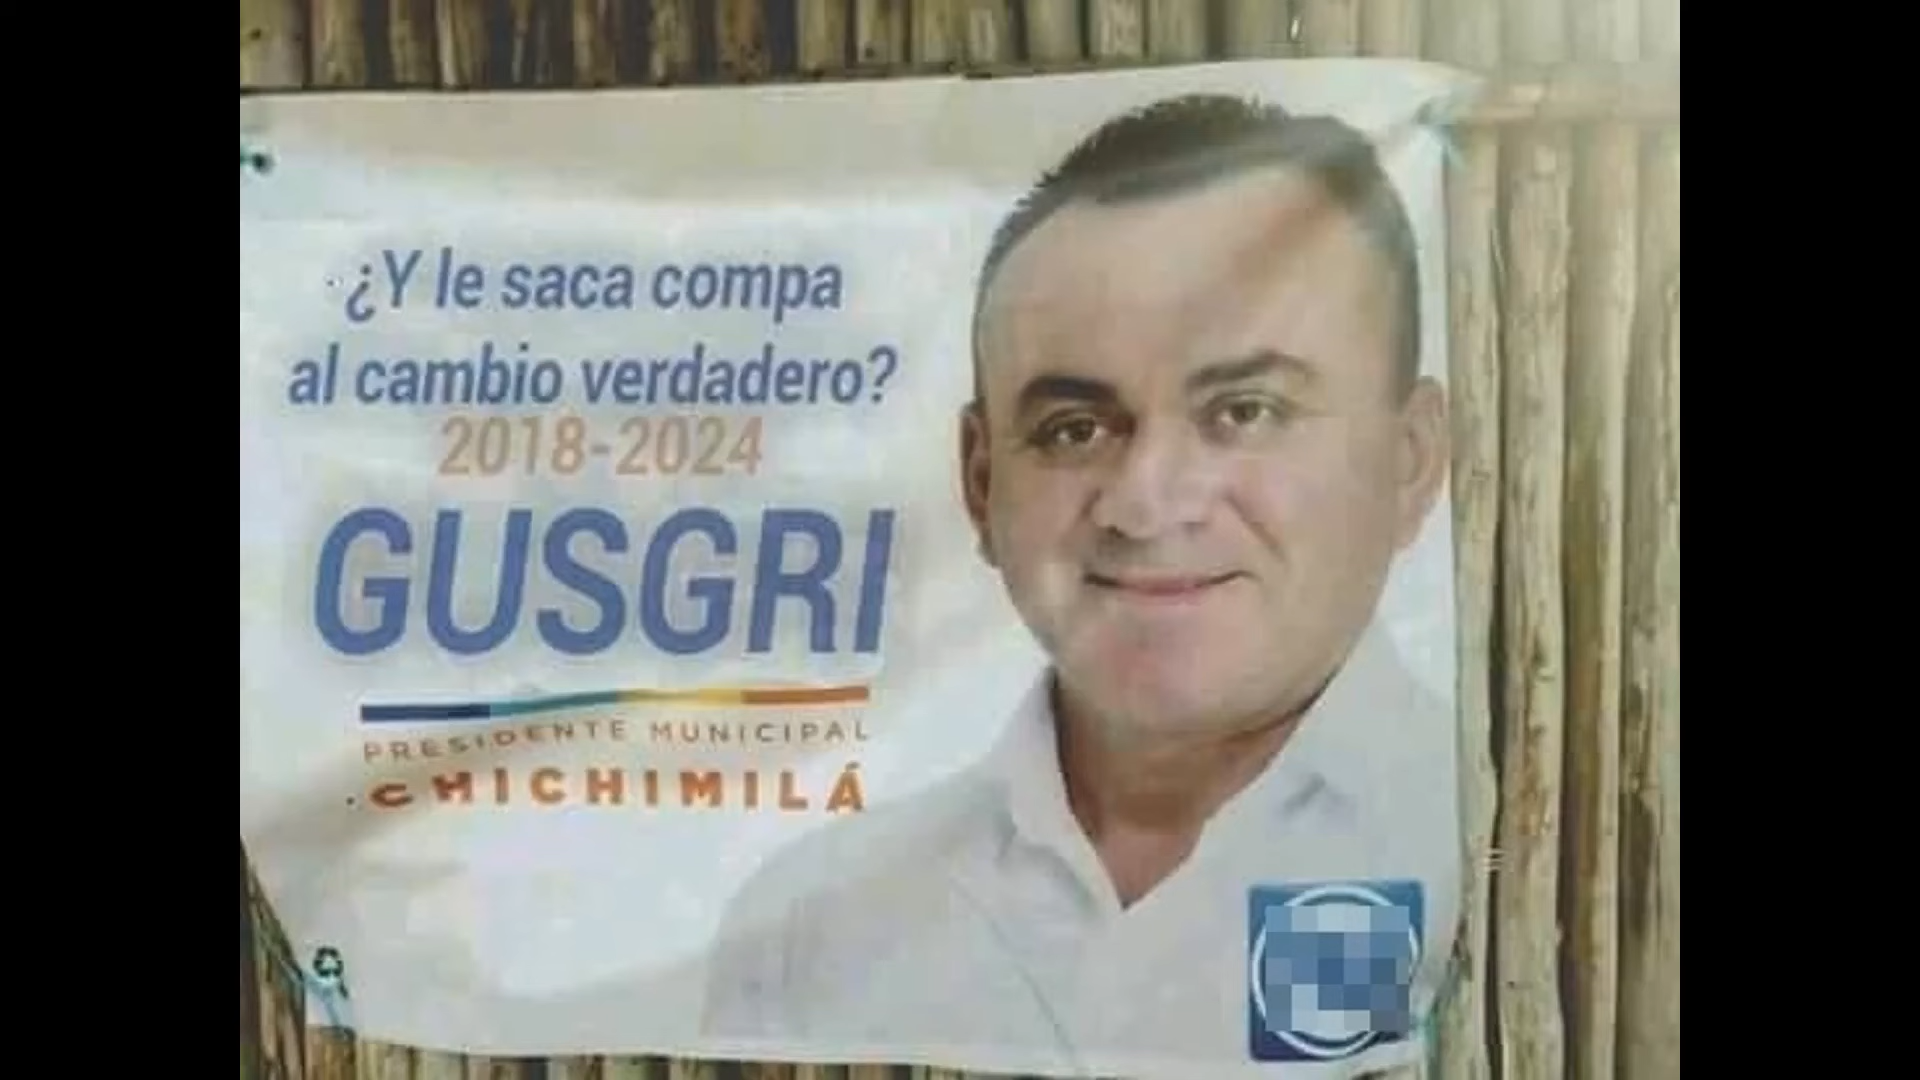 ¿Y le saca compa
al cambio verdadero?
2018-2024
GUSGRI
PRESIDENTE MUNICIPAL
CHICHIMILÁ